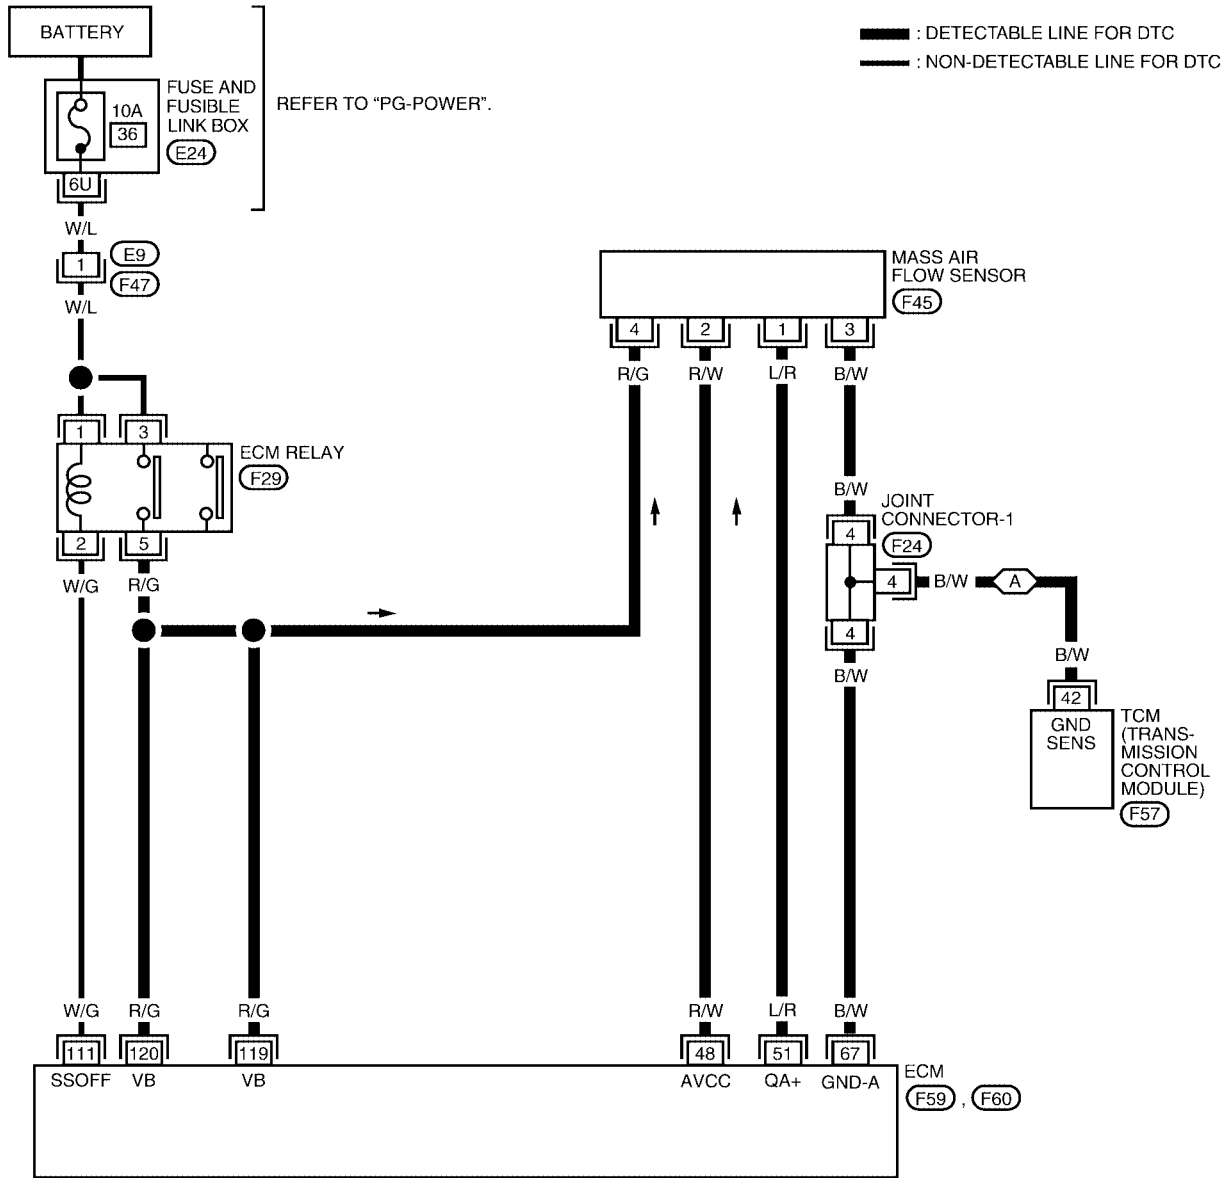 BATTERY
: DETECTABLE LINE FOR DTC
: NON-DETECTABLE LINE FOR DTC
FUSE AND
FUSIBLE
LINK BOX
E24
10A
36
REFER TO “PG-POWER”.
6U
W/L
1
E9
F47
W/L
MASS AIR
FLOW SENSOR
F45
4
2
1
3
R/G
R/W
L/R
B/W
1
3
ECM RELAY
F29
2
5
W/G
R/G
B/W
JOINT
CONNECTOR-1
F24
4
4
B/W
A
4
B/W
B/W
42
GND
SENS
TCM
(TRANS-
MISSION
CONTROL
MODULE)
F57
W/G
R/G
R/G
R/W
L/R
B/W
111
120
119
48
51
67
SSOFF
VB
VB
AVCC
QA+
GND-A
ECM
F59 , F60